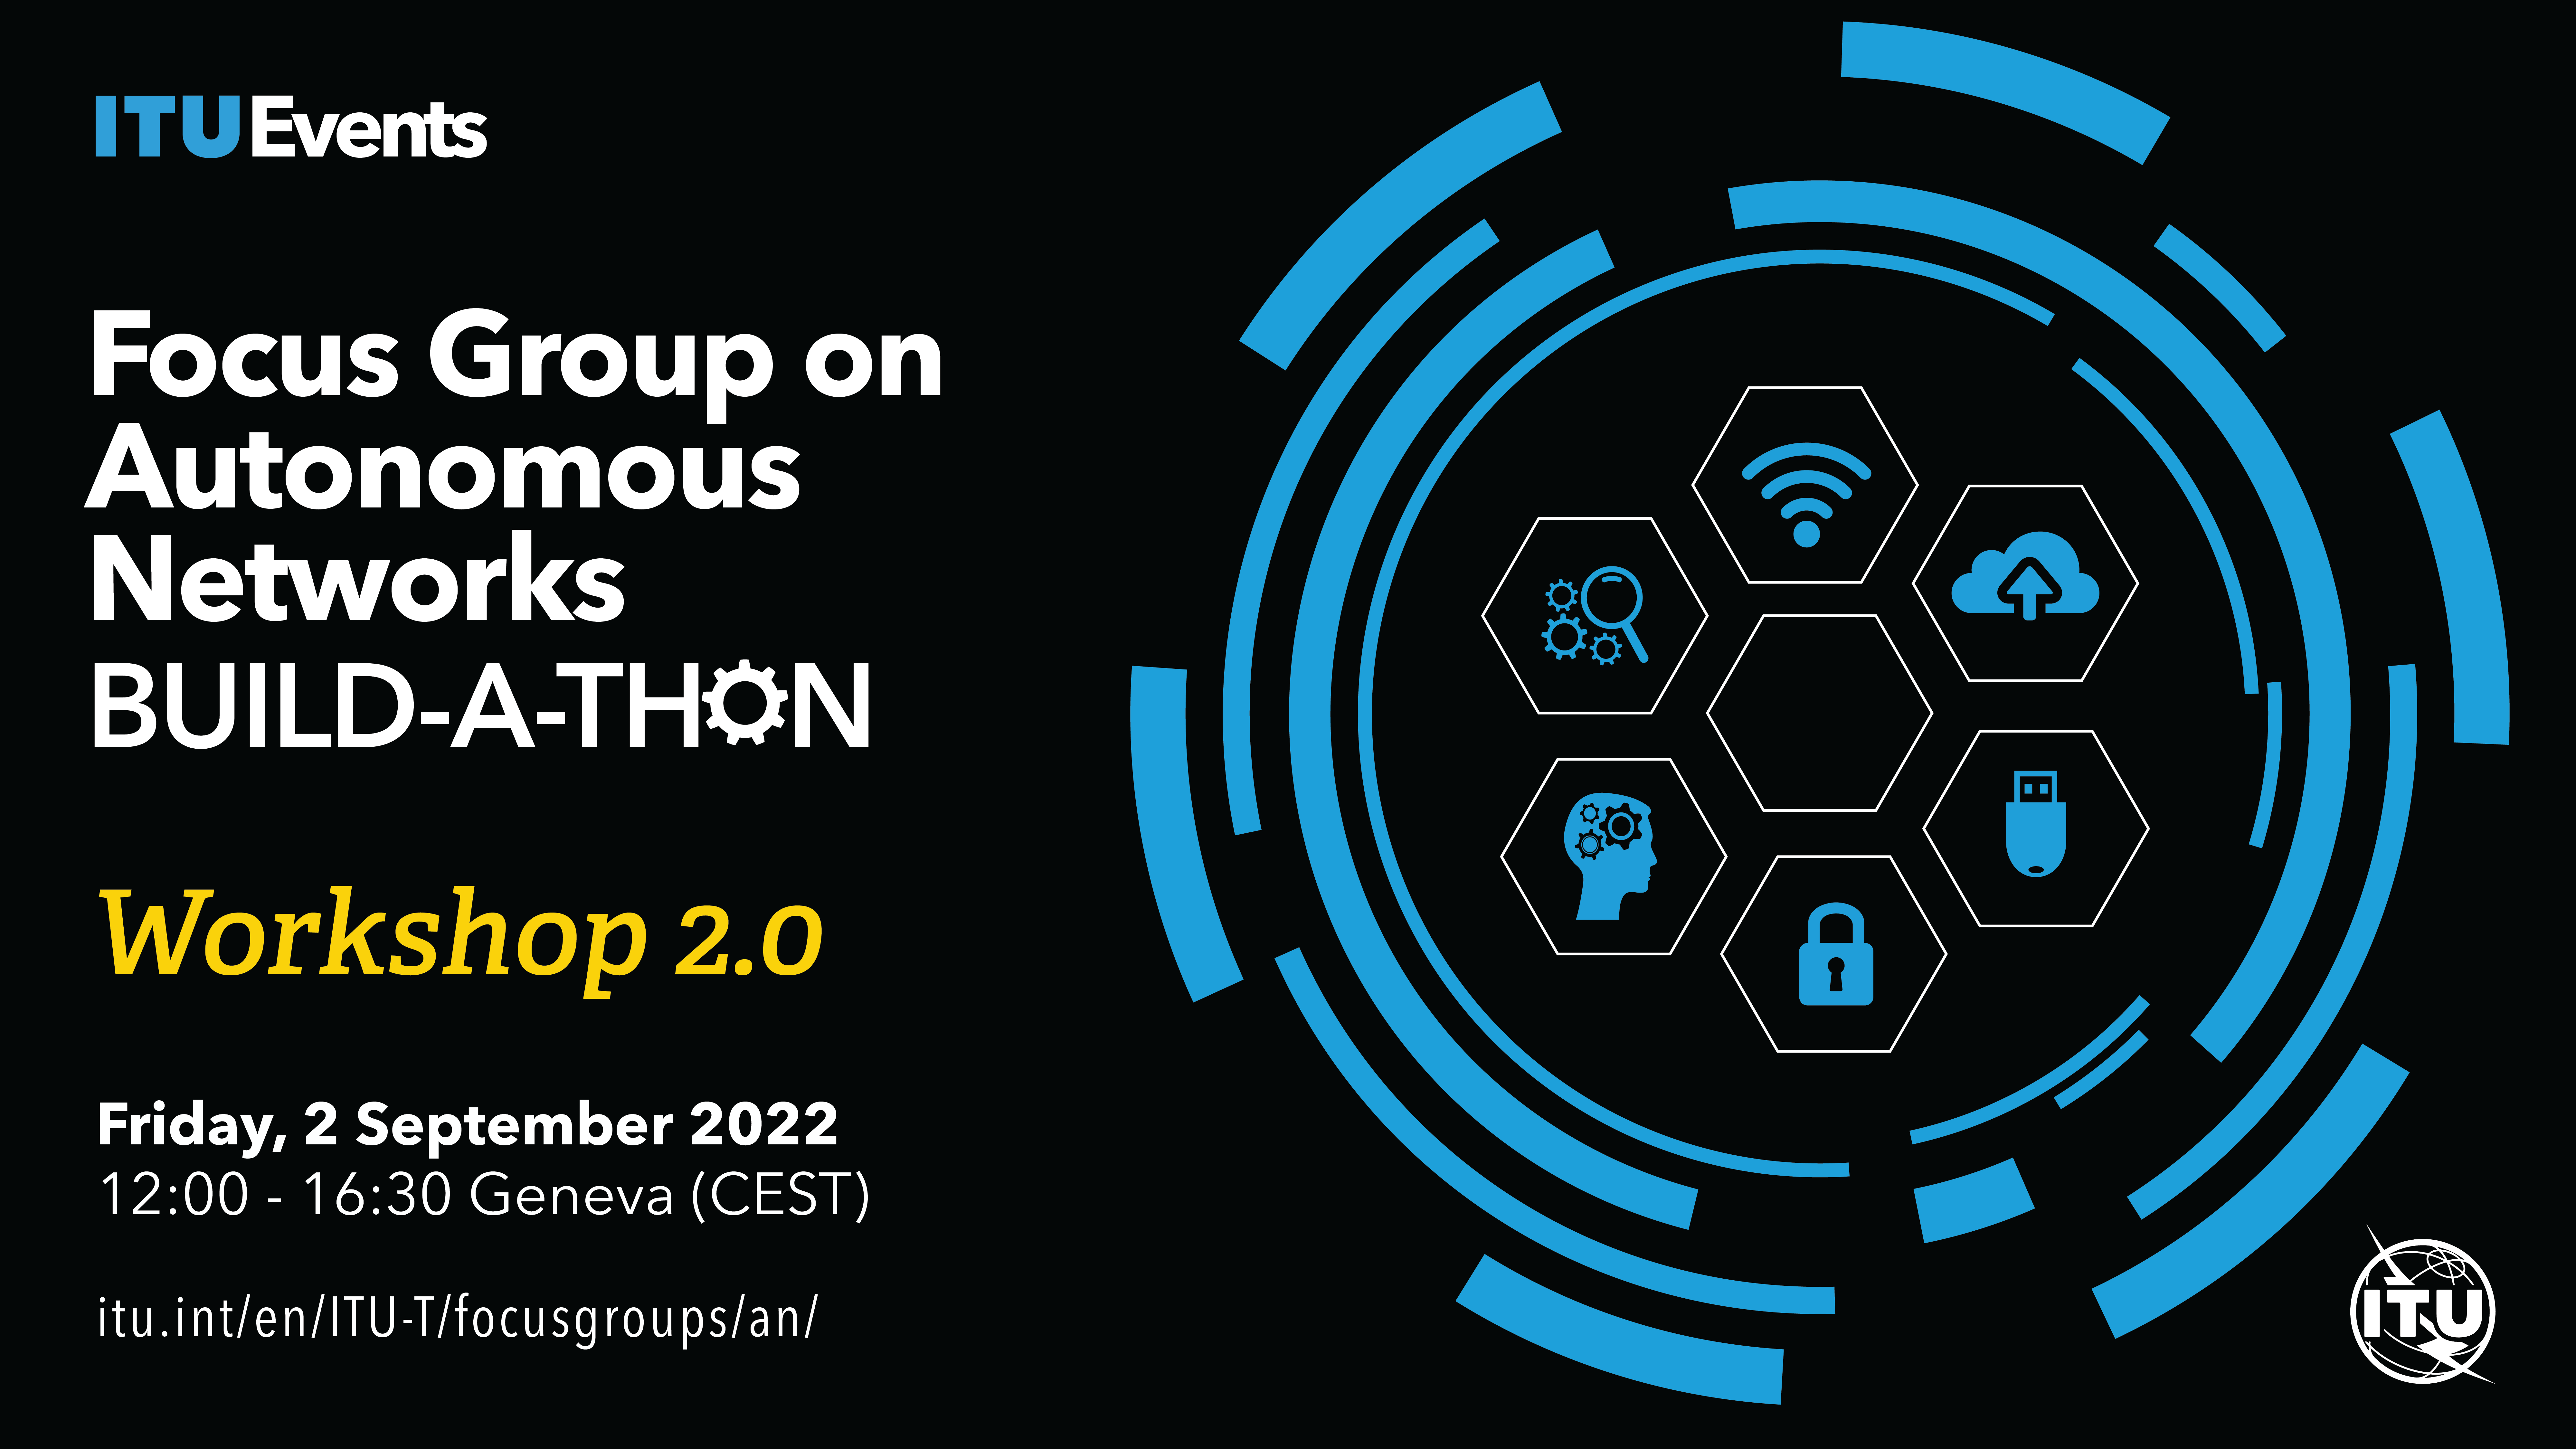 ITUEvents
Focus Group on
Autonomous
Networks
BUILD-A-THON
Workshop 2.0
Friday, 2 September 2022
12:00 - 16:30 Geneva (CEST)
itu.int/en/ITU-T/focusgroups/an/
ITU